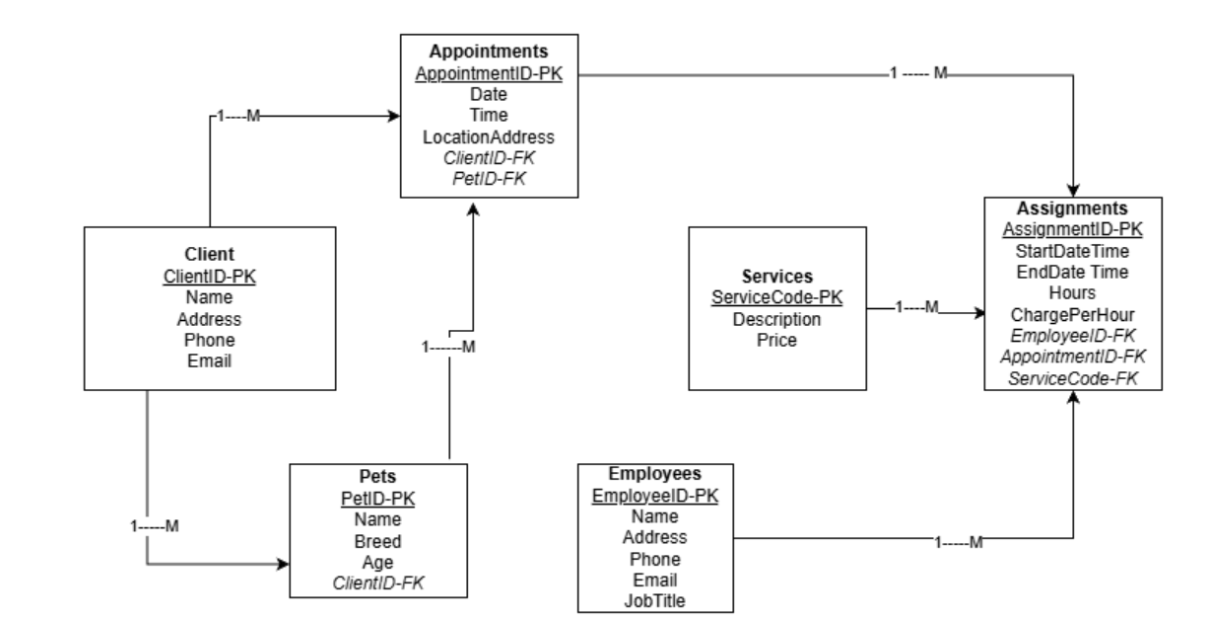 Appointments
AppointmentID-PK
Date
Time
LocationAddress
ClientID-FK
PetID-FK
1 ----- M
1----M
Client
ClientID-PK
Name
Address
Phone
Email
Services
ServiceCode-PK
Description
Price
1----M
Assignments
AssignmentID-PK
StartDateTime
EndDate Time
Hours
ChargePerHour
EmployeeID-FK
AppointmentID-FK
ServiceCode-FK
1------M
Pets
PetID-PK
Name
Breed
Age
ClientID-FK
1-----M
Employees
EmployeeID-PK
Name
Address
Phone
Email
JobTitle
1-----M